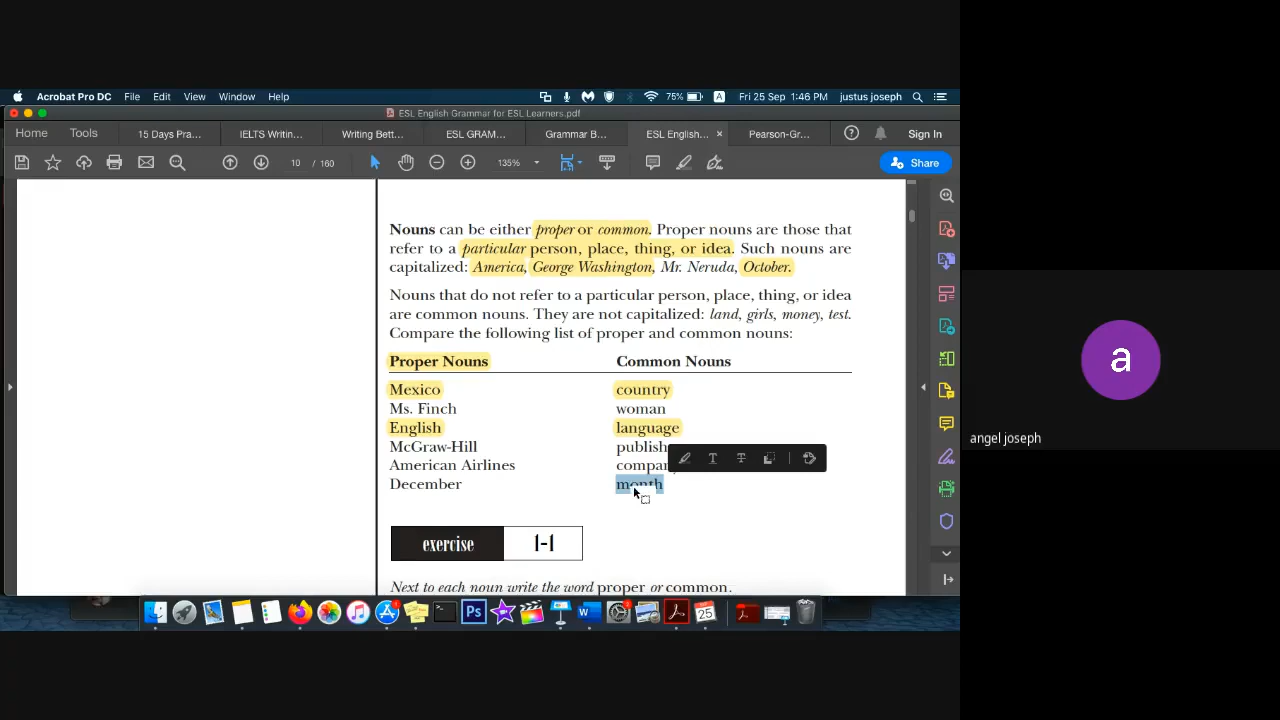 Acrobat Pro DC File Edit View Window Help 75% A Fri 25 Sep 1:46 PM justus joseph
ESL English Grammar for ESL Learners.pdf
Home Tools 15 Days Pra... IELTS Writin... Writing Bett... ESL GRAM... Grammar B... ESL English... × Pearson-Gr... Sign In
10 / 160 135% Share
Nouns can be either proper or common. Proper nouns are those that
refer to a particular person, place, thing, or idea. Such nouns are
capitalized: America, George Washington, Mr. Neruda, October.
Nouns that do not refer to a particular person, place, thing, or idea
are common nouns. They are not capitalized: land, girls, money, test.
Compare the following list of proper and common nouns:
Proper Nouns Common Nouns
Mexico country
Ms. Finch woman
English language
McGraw-Hill publish
American Airlines company
December month
exercise 1-1
Next to each noun write the word proper or common.
W 25
Ps
a
angel joseph